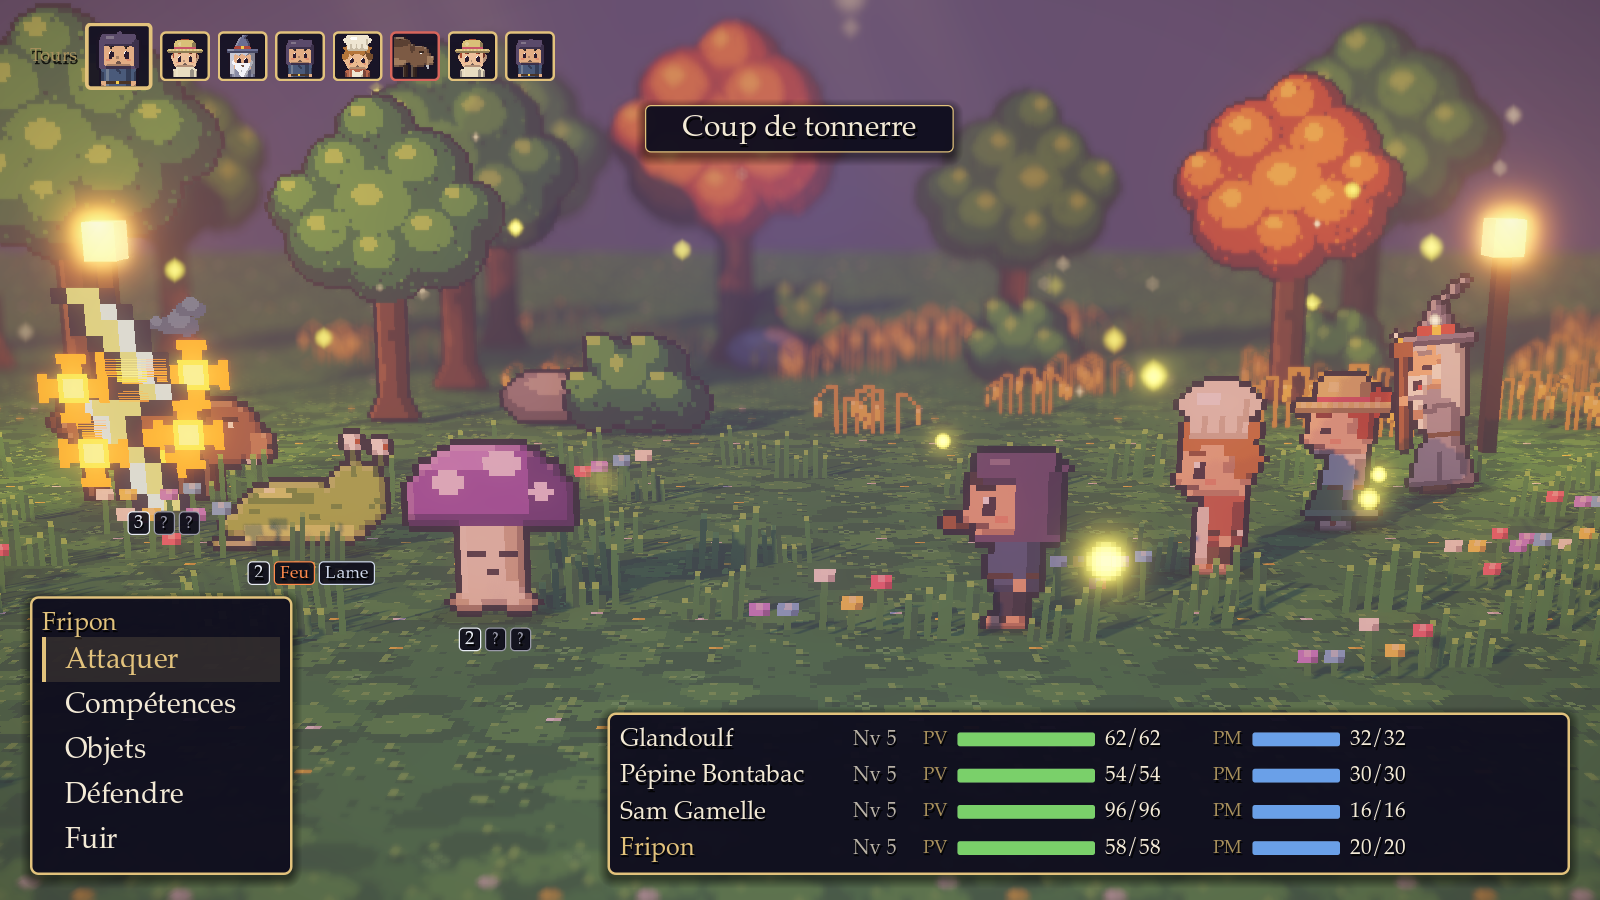 Tours
Coup de tonnerre
3 ? ?
2 Feu Lame
2 ? ?
Fripon
Attaquer
Compétences
Objets
Défendre
Fuir
Glandoulf Nv 5 PV 62/62 PM 32/32
Pépine Bontabac Nv 5 PV 54/54 PM 30/30
Sam Gamelle Nv 5 PV 96/96 PM 16/16
Fripon Nv 5 PV 58/58 PM 20/20